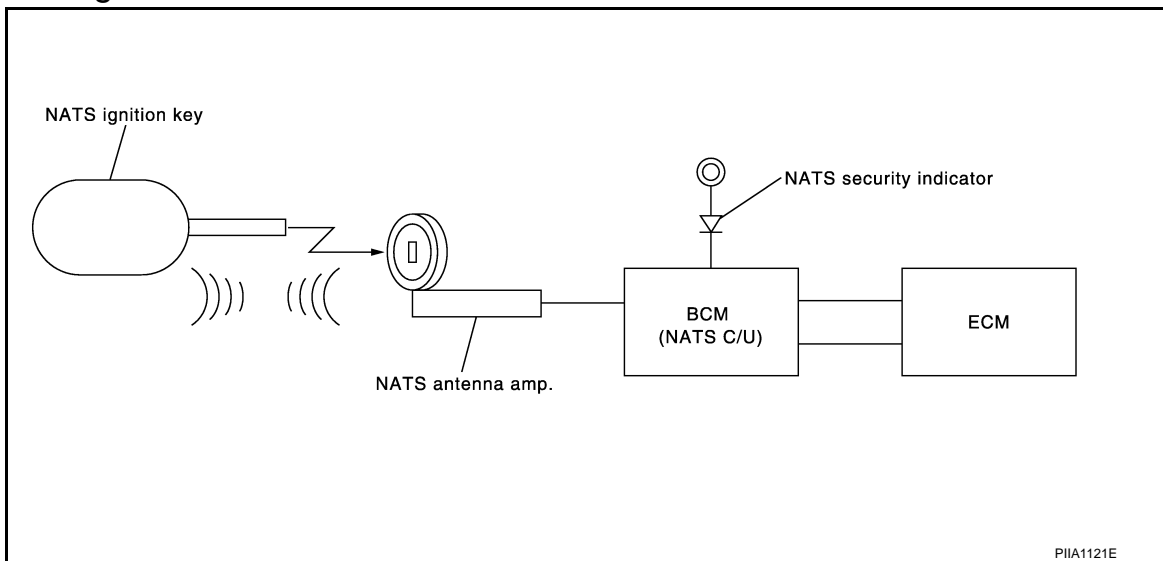 NATS ignition key
NATS security indicator
BCM
(NATS C/U)
ECM
NATS antenna amp.
PIIA1121E